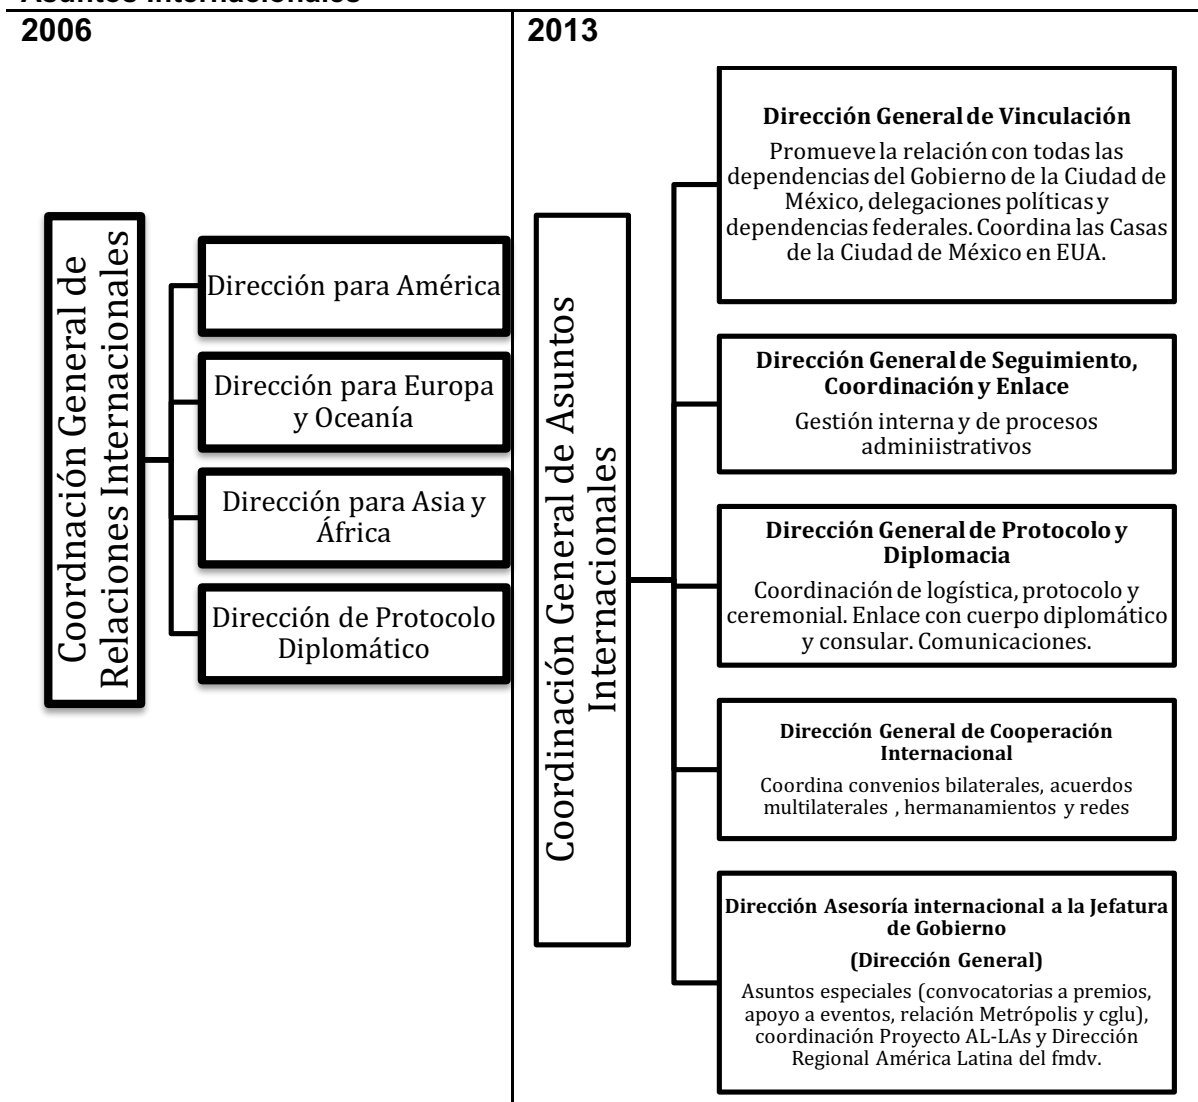 Asuntos Internacionales
2006
Coordnación General de
Relaciones Internacionales
Dirección para América
Dirección para Europa
y Oceanía
Dirección para Asia y
África
Dirección de Protocolo
Diplomático
2013
Coordinación General de Asuntos
Internacionales
Dirección General de Vinculación
Promueve la relación con todas las
dependencias del Gobierno de la Ciudad de
México, delegaciones políticas y
dependencias federales. Coordina las Casas
de la Ciudad de México en EUA.
Dirección General de Seguimiento,
Coordinación y Enlace
Gestión interna y de procesos
adminiistrativos
Dirección General de Protocolo y
Diplomacia
Coordinación de logística, protocolo y
ceremonial. Enlace con cuerpo diplomático
y consular. Comunicaciones.
Dirección General de Cooperación
Internacional
Coordina convenios bilaterales, acuerdos
multilaterales , hermanamientos y redes
Dirección Asesoría internacional a la Jefatura
de Gobierno
(Dirección General)
Asuntos especiales (convocatorias a premios,
apoyo a eventos, relación Metrópolis y cglu),
coordinación Proyecto AL-LAs y Dirección
Regional América Latina del fmdv.